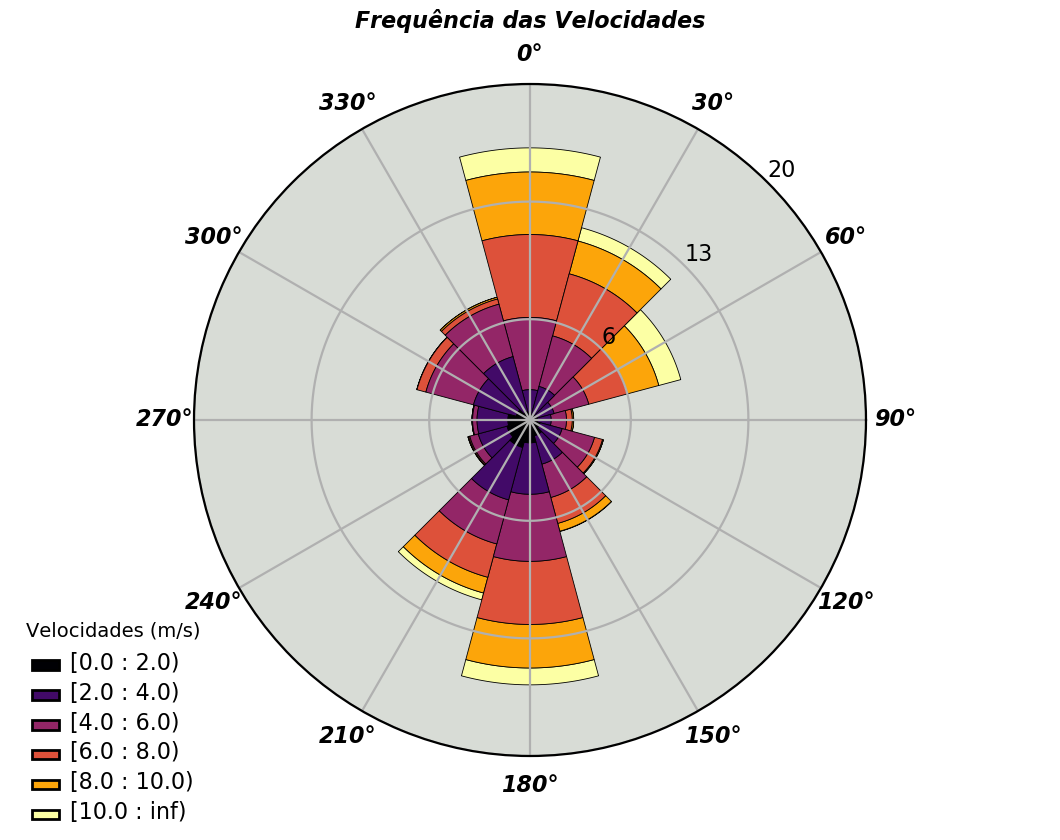 Frequência das Velocidades
0°
330°
30°
20
300°
60°
13
6
270°
90°
240°
120°
Velocidades (m/s)
[0.0 : 2.0)
[2.0 : 4.0)
[4.0 : 6.0)
210°
150°
[6.0 : 8.0)
[8.0 : 10.0)
180°
[10.0 : inf)